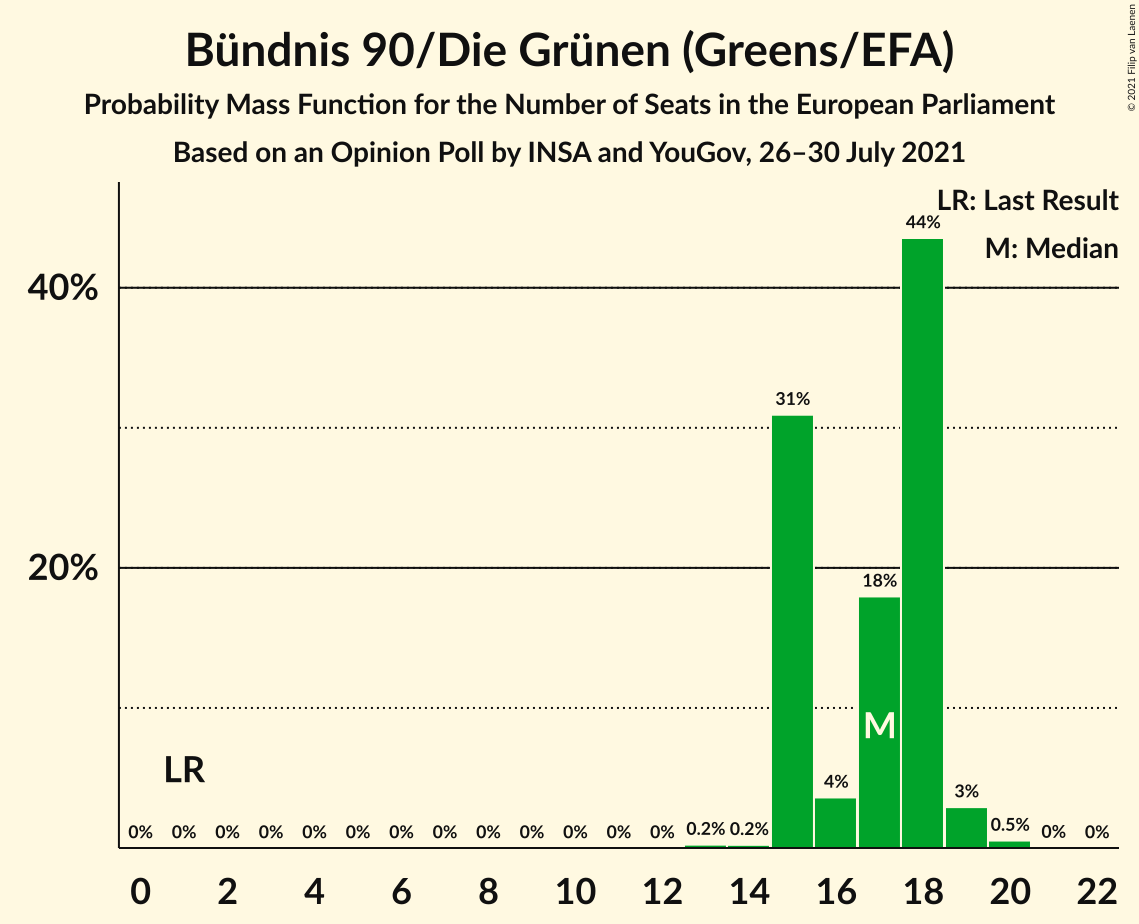 Bündnis 90/Die Grünen (Greens/EFA)
Probability Mass Function for the Number of Seats in the European Parliament
Based on an Opinion Poll by INSA and YouGov, 26–30 July 2021
© 2021 Filip van Laenen
LR: Last Result
M: Median
44%
40%
31%
20%
18%
M
LR
4%
3%
0% 0% 0% 0% 0% 0% 0% 0% 0% 0% 0% 0% 0% 0.2% 0.2% 0.5% 0% 0%
0 2 4 6 8 10 12 14 16 18 20 22